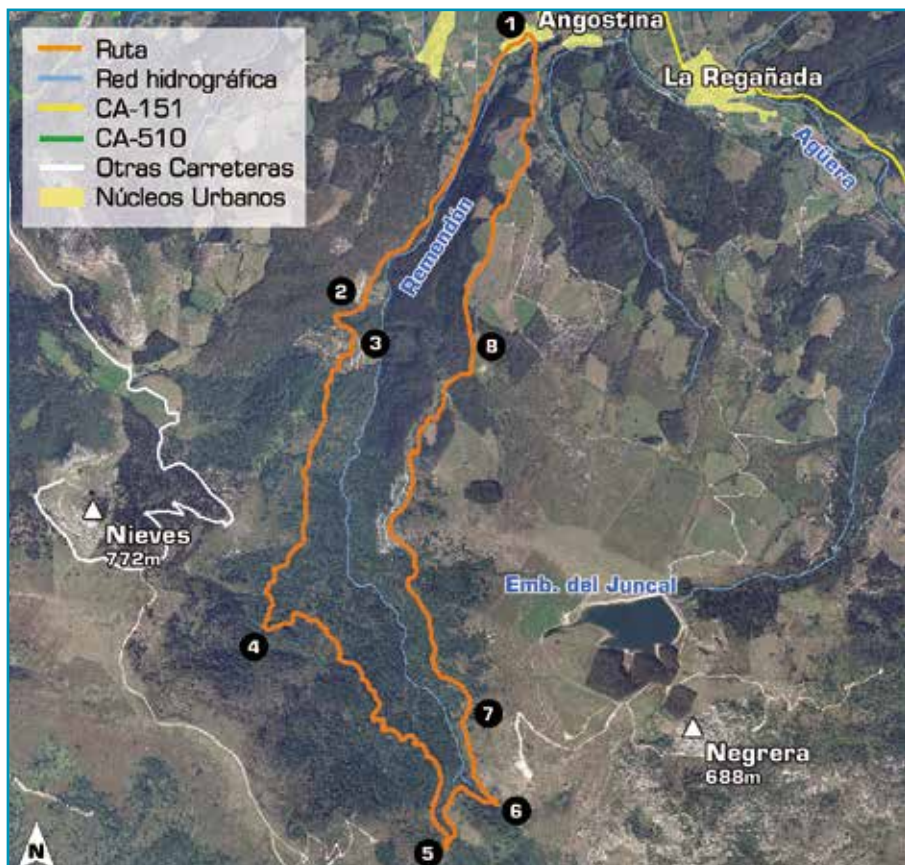 1
Angostina
Ruta
Red hidrográfica
CA-151
CA-510
Otras Carreteras
Núcleos Urbanos
La Regañada
Agüera
Remendón
2
3
8
Nieves
772m
Emb. del Juncal
4
7
Negrera
688m
6
5
N